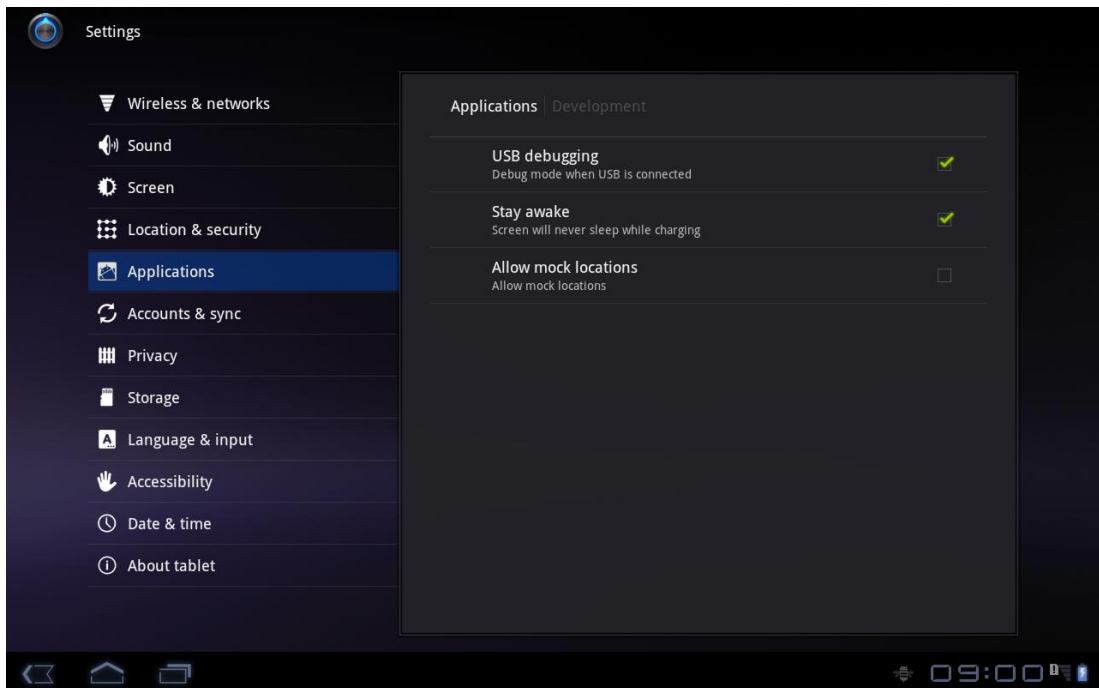 Settings
Wireless & networks
Sound
Screen
Location & security
Applications
Accounts & sync
Privacy
Storage
Language & input
Accessibility
Date & time
About tablet
Applications Development
USB debugging
Debug mode when USB is connected
Stay awake
Screen will never sleep while charging
Allow mock locations
Allow mock locations
09:00